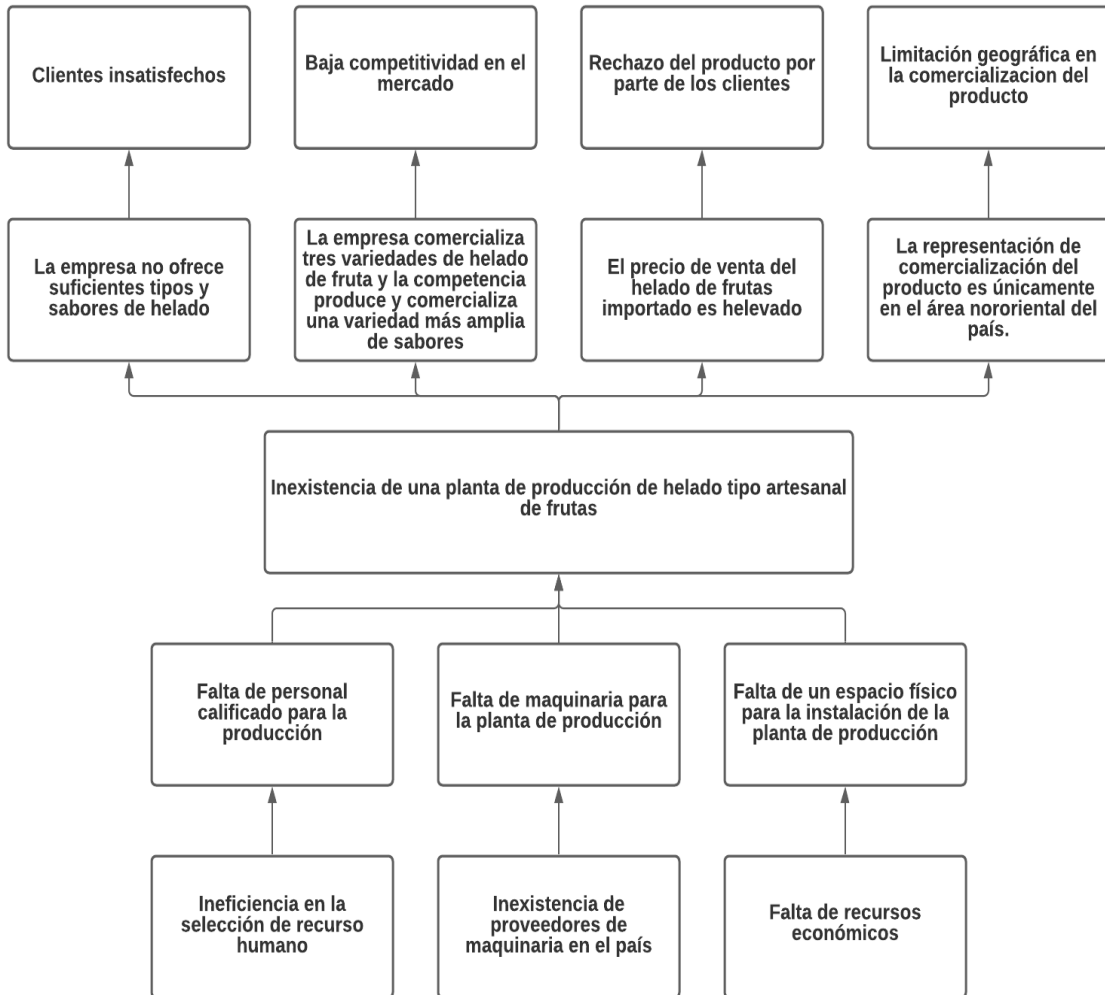 Clientes insatisfechos
Baja competitividad en el
mercado
Rechazo del producto por
parte de los clientes
Limitación geográfica en
la comercializacion del
producto
La empresa no ofrece
suficientes tipos y
sabores de helado
La empresa comercializa
tres variedades de helado
de fruta y la competencia
produce y comercializa
una variedad más amplia
de sabores
El precio de venta del
helado de frutas
importado es helevado
La representación de
comercialización del
producto es únicamente
en el área nororiental del
país.
Inexistencia de una planta de producción de helado tipo artesanal
de frutas
Falta de personal
calificado para la
producción
Falta de maquinaria para
la planta de producción
Falta de un espacio físico
para la instalación de la
planta de producción
Ineficiencia en la
selección de recurso
humano
Inexistencia de
proveedores de
maquinaria en el país
Falta de recursos
económicos